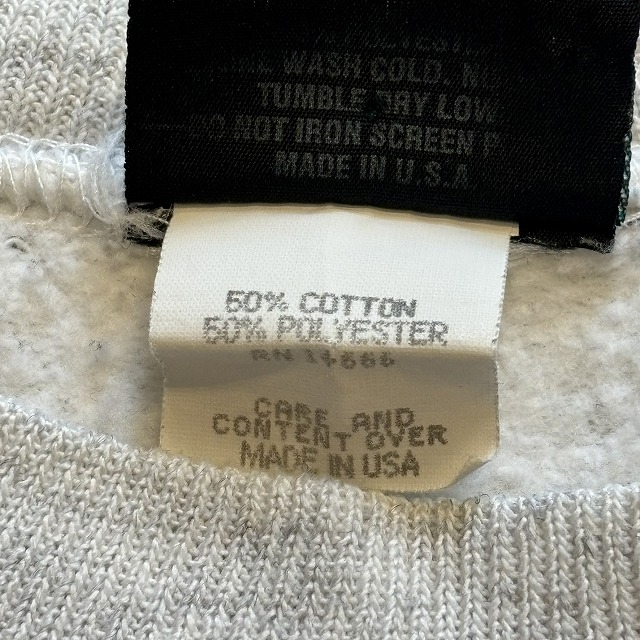 WASH COLD, 
TUMBLE DRY LOW
DO NOT IRON SCREEN
MADE IN U.S.A
50% COTTON
50% POLYESTER
RN
CARE AND
CONTENT OVER
MADE IN USA